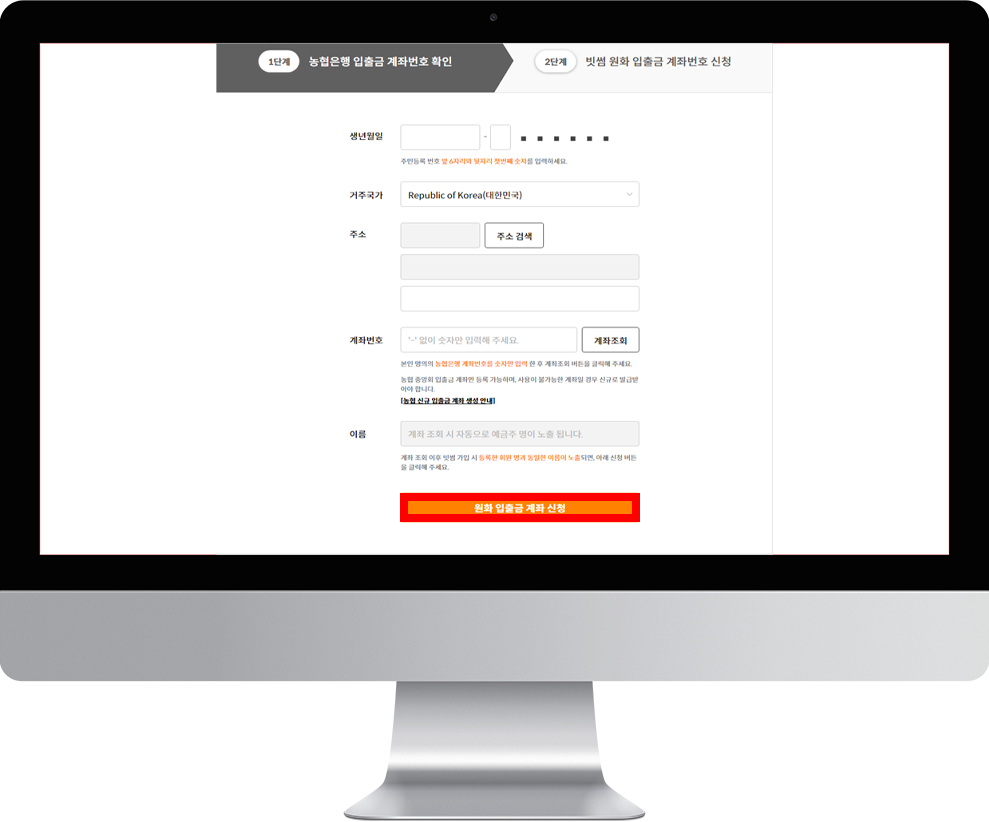 1단계 농협은행 입출금 계좌번호 확인
2단계 빗썸 원화 입출금 계좌번호 신청
생년월일 -
주민등록 번호 앞 6자리와 뒷자리 첫번째 숫자를 입력하세요.
거주국가 Republic of Korea(대한민국)
주소 주소 검색
계좌번호 '-' 없이 숫자만 입력해 주세요. 계좌조회
본인 명의의 농협은행 계좌번호를 숫자만 입력 한 후 계좌조회 버튼을 클릭해 주세요.
농협 중앙회 입출금 계좌만 등록 가능하며, 사용이 불가능한 계좌일 경우 신규로 발급받
아야 합니다.
[농협 신규 입출금 계좌 생성 안내]
이름 계좌 조회 시 자동으로 예금주 명이 노출 됩니다.
계좌 조회 이후 빗썸 가입 시 등록한 회원 명과 동일한 이름이 노출되면, 아래 신청 버튼
을 클릭해 주세요.
원화 입출금 계좌 신청